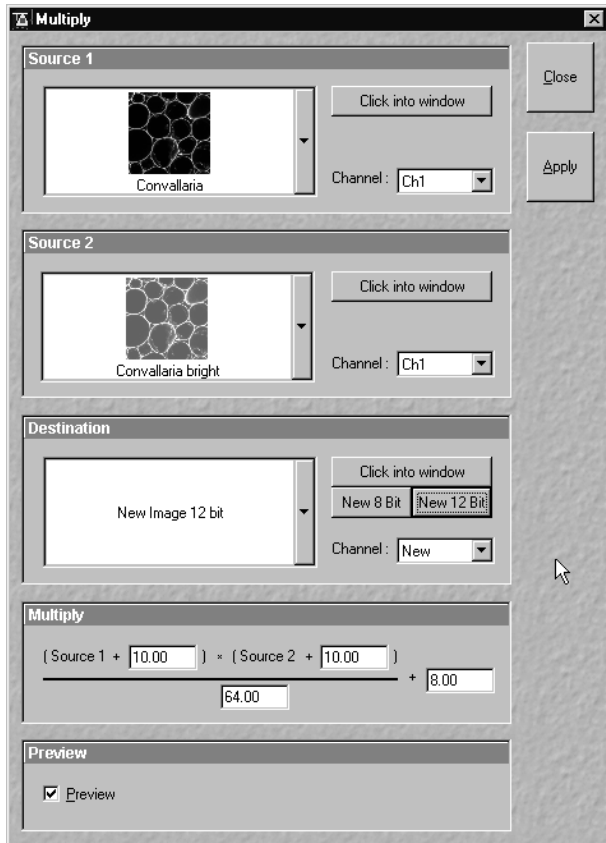 Multiply
Source 1
Close
Click into window
Convallaria
Channel : Ch1
Apply
Source 2
Click into window
Convallaria bright
Channel : Ch1
Destination
Click into window
New 8 Bit New 12 Bit
New Image 12 bit
Channel : New
Multiply
( Source 1 + 10.00 ) × ( Source 2 + 10.00 )
+ 8.00
64.00
Preview
Preview